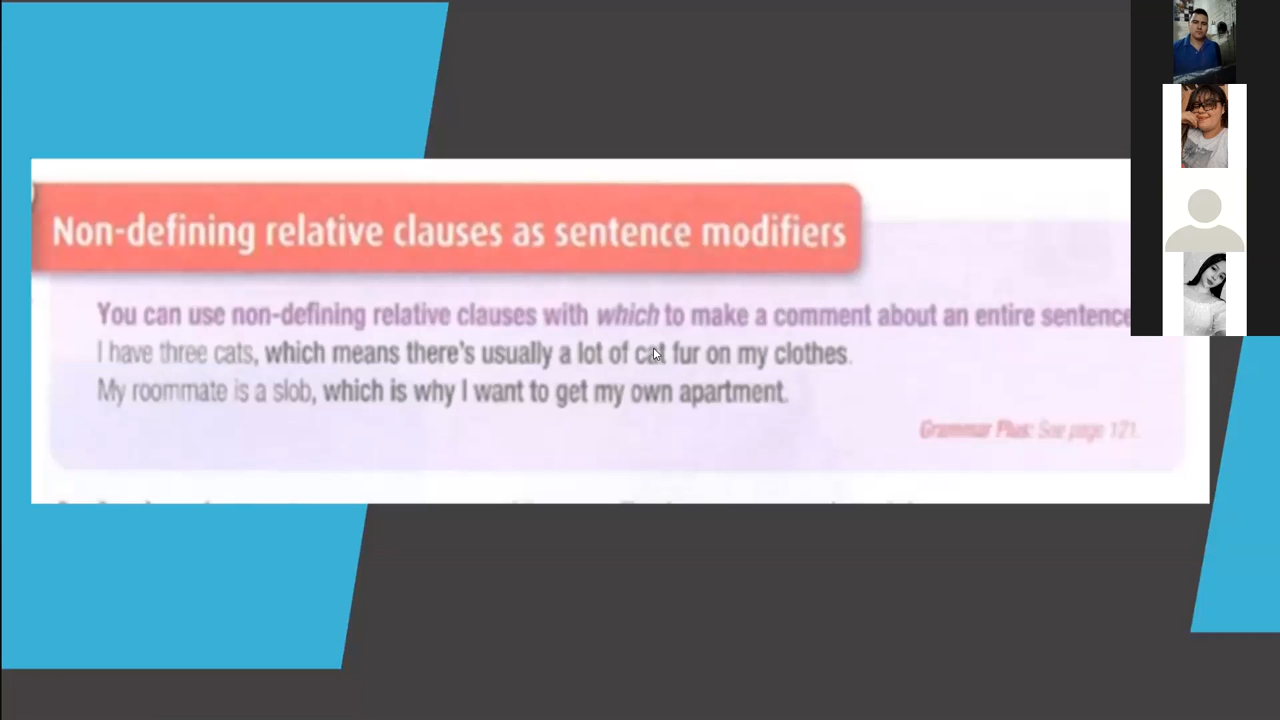 Non-defining relative clauses as sentence modifiers
You can use non-defining relative clauses with which to make a comment about an entire sentence
I have three cats, which means there's usually a lot of cat fur on my clothes.
My roommate is a slob, which is why I want to get my own apartment.
Grammar Plus: See page 121.